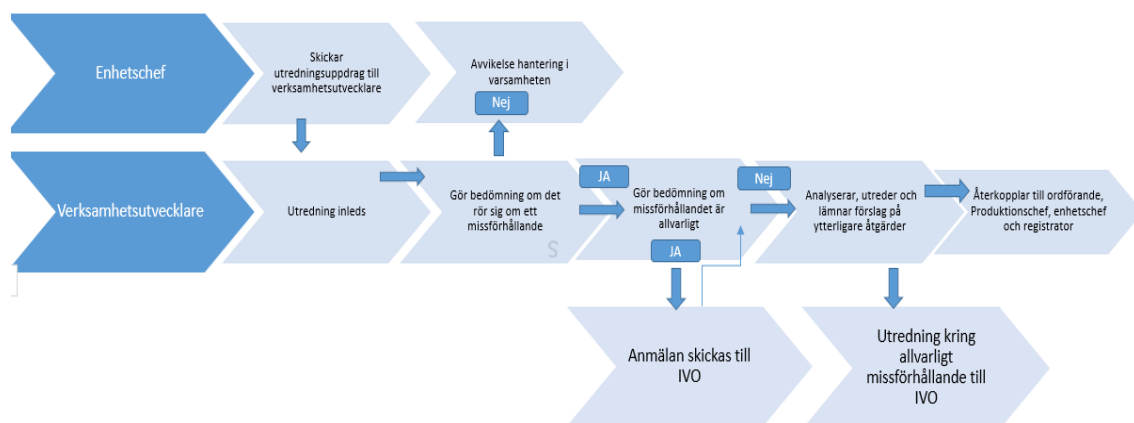 Enhetschef
Skickar
utredningsuppdrag till
verksamhetsutvecklare
Avvikelse hantering i
varsamheten
Nej
Verksamhetsutvecklare
Utredning inleds
Gör bedömning om det
rör sig om ett
missförhållande
S
JA
Gör bedömning om
missförhållandet är
allvarligt
JA
Nej
Analyserar, utreder och
lämnar förslag på
ytterligare åtgärder
Återkopplar till ordförande,
Produktionschef, enhetschef
och registrator
Anmälan skickas till
IVO
Utredning kring
allvarligt
missförhållande till
IVO